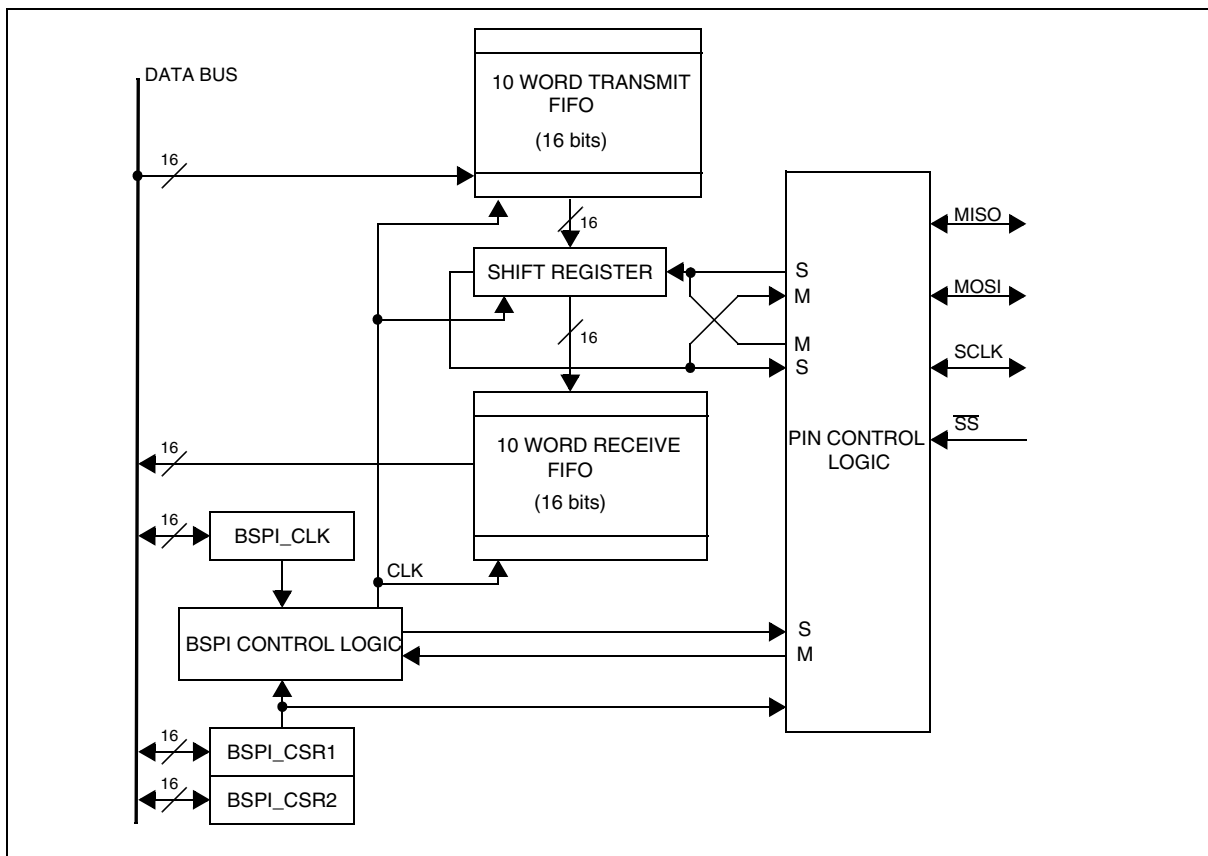 DATA BUS
10 WORD TRANSMIT
FIFO
(16 bits)
16
16
MISO
SHIFT REGISTER
S
M
MOSI
16
M
S
SCLK
SS
10 WORD RECEIVE
FIFO
(16 bits)
16
PIN CONTROL
LOGIC
16
BSPI_CLK
CLK
BSPI CONTROL LOGIC
S
M
16
BSPI_CSR1
16
BSPI_CSR2